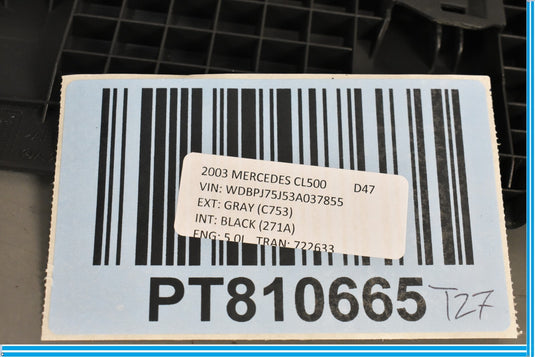 2003 MERCEDES CL500 D47
VIN: WDBPJ75J53A037855
EXT: GRAY (C753)
INT: BLACK (271A)
ENG: 5.0L TRAN: 722633
PT810665 T27